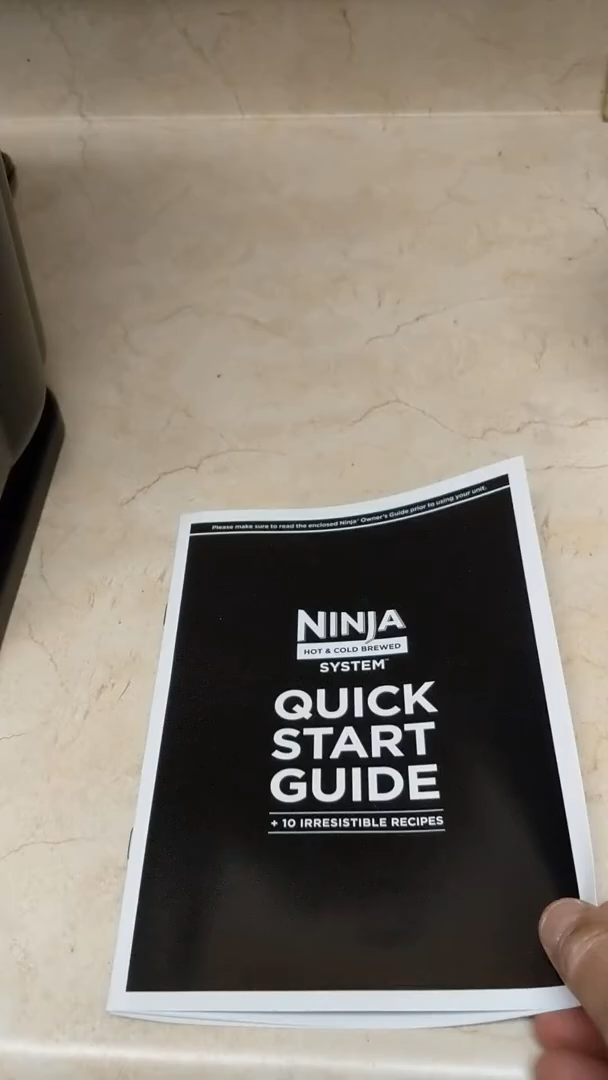 Please make sure to read the enclosed Ninja® Owner's Guide prior to using your unit.
NINJA
HOT & COLD BREWED
SYSTEM™
QUICK
START
GUIDE
+ 10 IRRESISTIBLE RECIPES